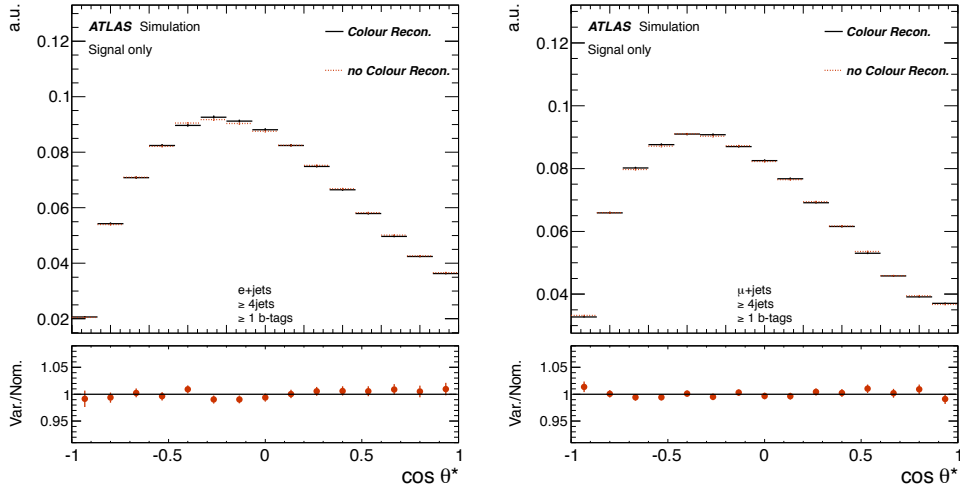 a.u.
0.12
0.1
0.08
0.06
0.04
0.02
ATLAS Simulation
Signal only
Colour Recon.
no Colour Recon.
e+jets
≥ 4jets
≥ 1 b-tags
Var./Nom.
1.05
1
0.95
-1
-0.5
0
0.5
1
cos θ*
a.u.
0.12
0.1
0.08
0.06
0.04
ATLAS Simulation
Signal only
Colour Recon.
no Colour Recon.
μ+jets
≥ 4jets
≥ 1 b-tags
Var./Nom.
1.05
1
0.95
-1
-0.5
0
0.5
1
cos θ*